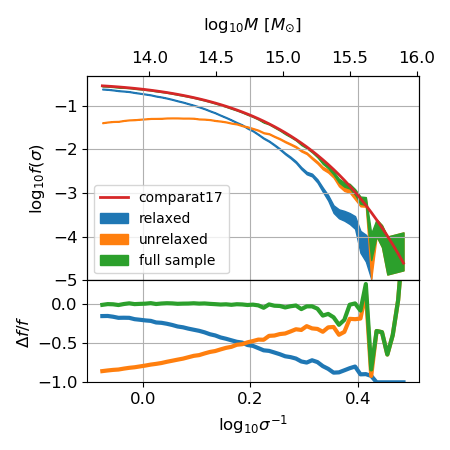 log₁₀M [M⊙]
14.0 14.5 15.0 15.5 16.0
log₁₀f(σ)
−1
−2
−3
−4
−5
comparat17
relaxed
unrelaxed
full sample
Δf/f
0.0
−0.5
−1.0
0.0 0.2 0.4
log₁₀σ⁻¹